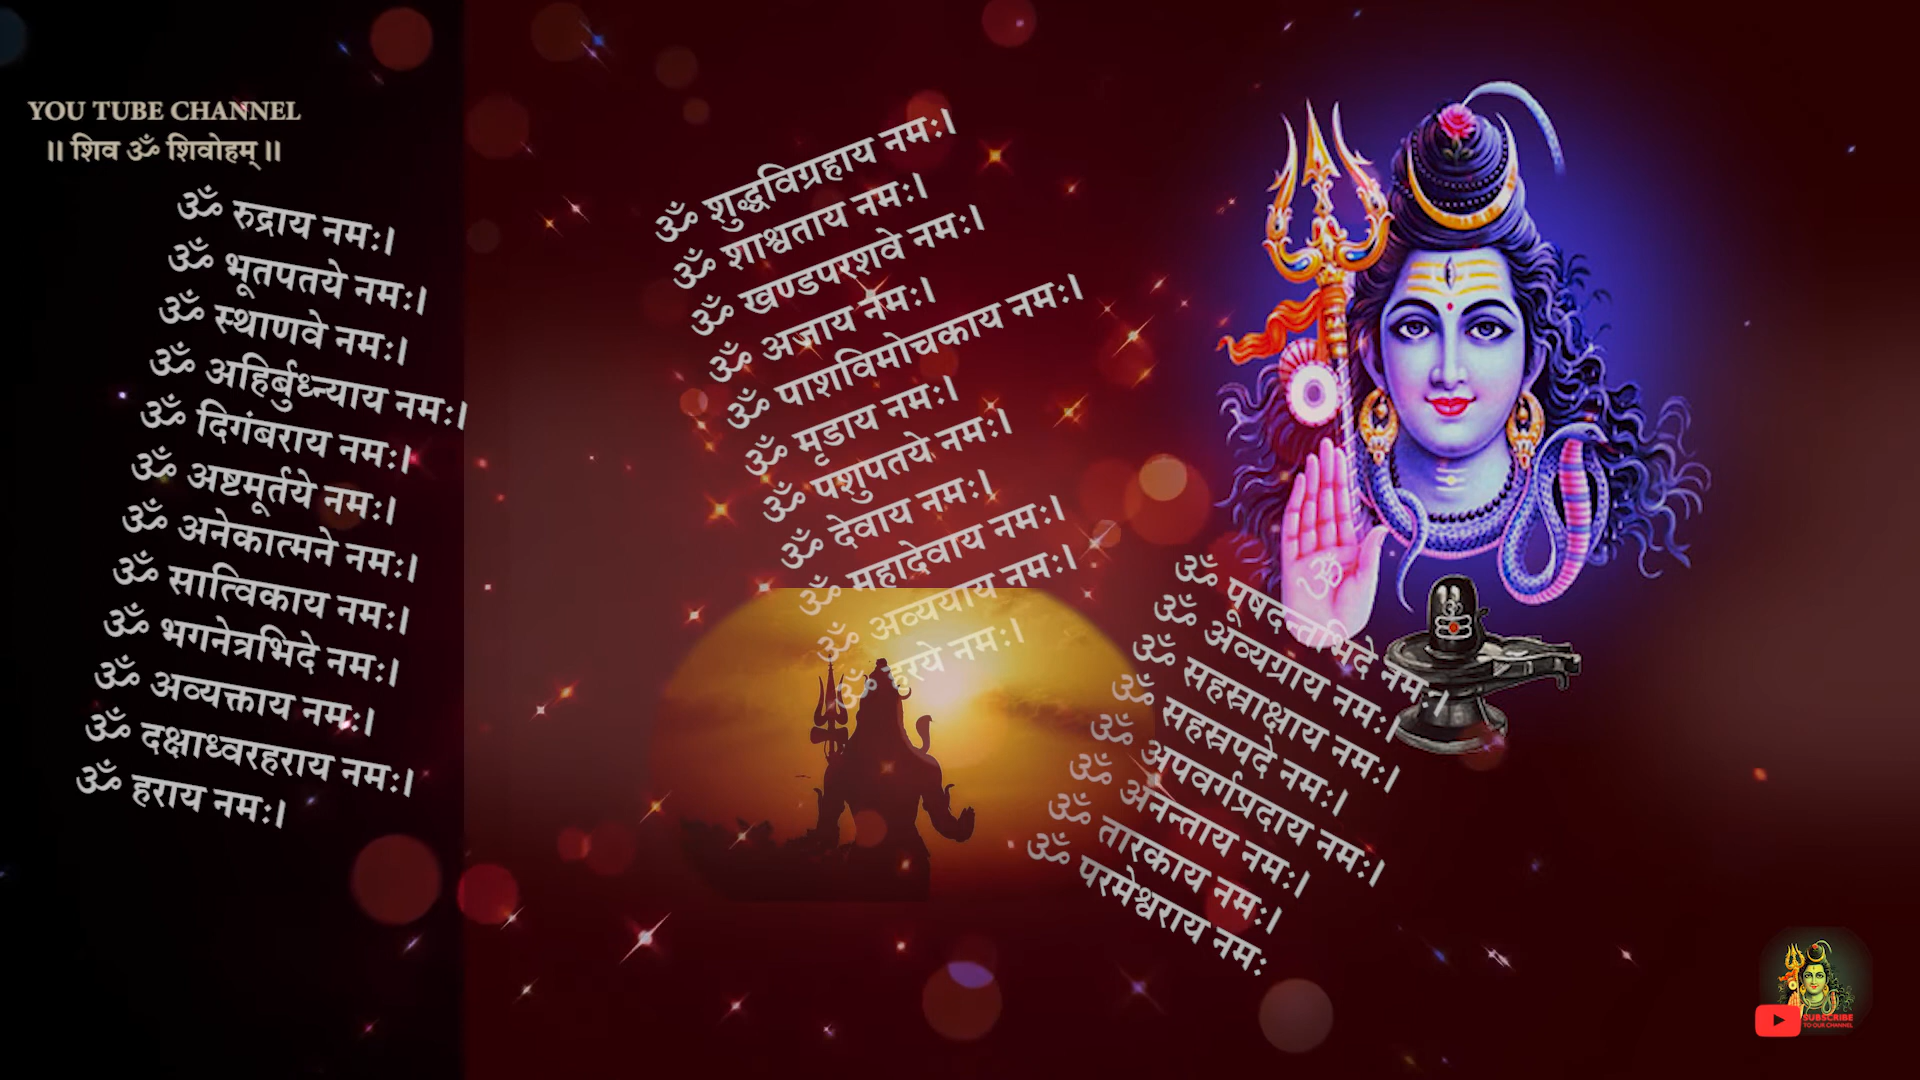 YOU TUBE CHANNEL
॥ शिव ॐ शिवोहम् ॥
ॐ रुद्राय नमः।
ॐ भूतपतये नमः।
ॐ स्थाणवे नमः।
ॐ अहिर्बुध्न्याय नमः।
ॐ दिगंबराय नमः।
ॐ अष्टमूर्तये नमः।
ॐ अनेकात्मने नमः।
ॐ सात्विकाय नमः।
ॐ भगनेत्रभिदे नमः।
ॐ अव्यक्ताय नमः।
ॐ दक्षाध्वरहराय नमः।
ॐ हराय नमः।
ॐ शुद्धविग्रहाय नमः।
ॐ शाश्वताय नमः।
ॐ खण्डपरशवे नमः।
ॐ अजाय नमः।
ॐ पाशविमोचकाय नमः।
ॐ मृडाय नमः।
ॐ पशुपतये नमः।
ॐ देवाय नमः।
ॐ महादेवाय नमः।
ॐ अव्ययाय नमः।
ॐ हरये नमः।
ॐ
ॐ पूषदन्तभिदे नमः।
ॐ अव्यग्राय नमः।
ॐ सहस्राक्षाय नमः।
ॐ सहस्रपदे नमः।
ॐ अपवर्गप्रदाय नमः।
ॐ अनन्ताय नमः।
ॐ तारकाय नमः।
ॐ परमेश्वराय नमः
SUBSCRIBE
TO OUR CHANNEL